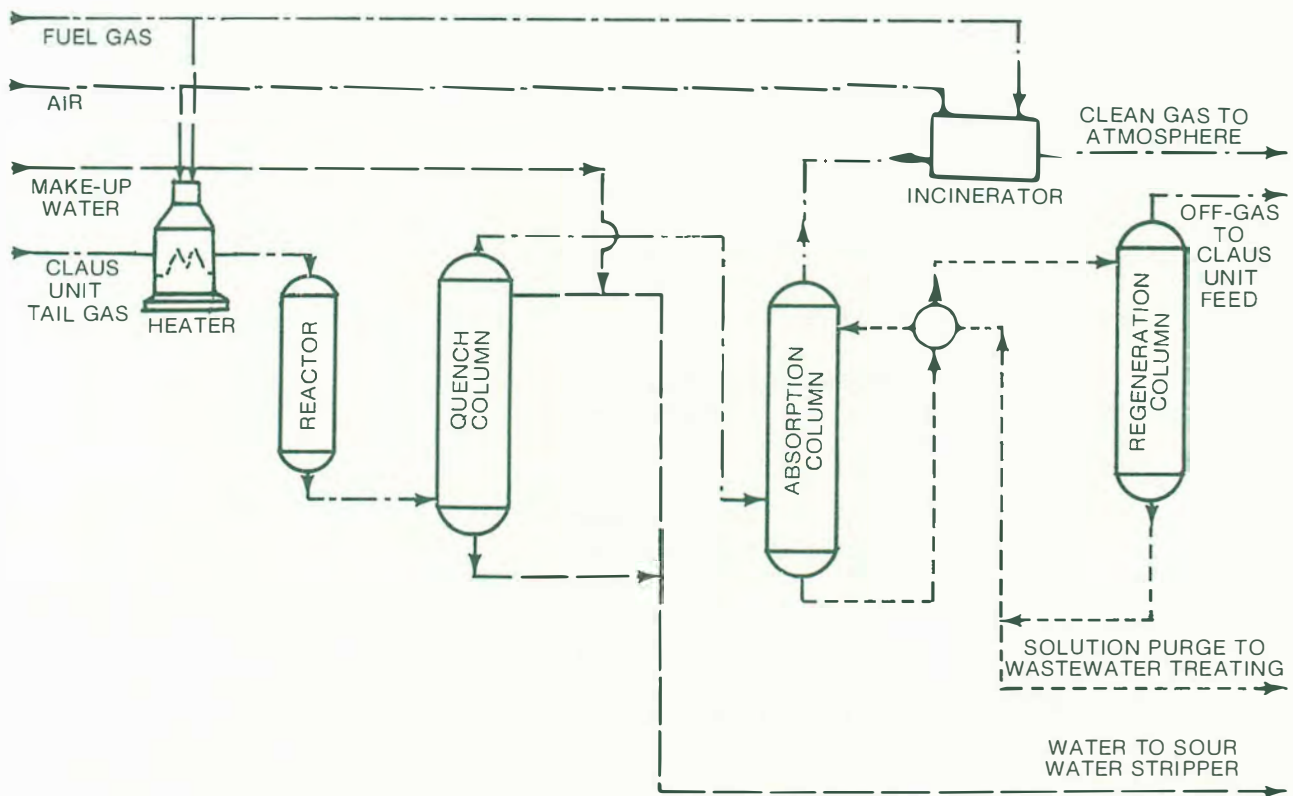 FUEL GAS
AIR
MAKE-UP
WATER
CLAUS
UNIT
TAIL GAS
HEATER
REACTOR
QUENCH
COLUMN
ABSORPTION
COLUMN
INCINERATOR
CLEAN GAS TO
ATMOSPHERE
OFF-GAS
TO
CLAUS
UNIT
FEED
REGENERATION
COLUMN
SOLUTION PURGE TO
WASTEWATER TREATING
WATER TO SOUR
WATER STRIPPER